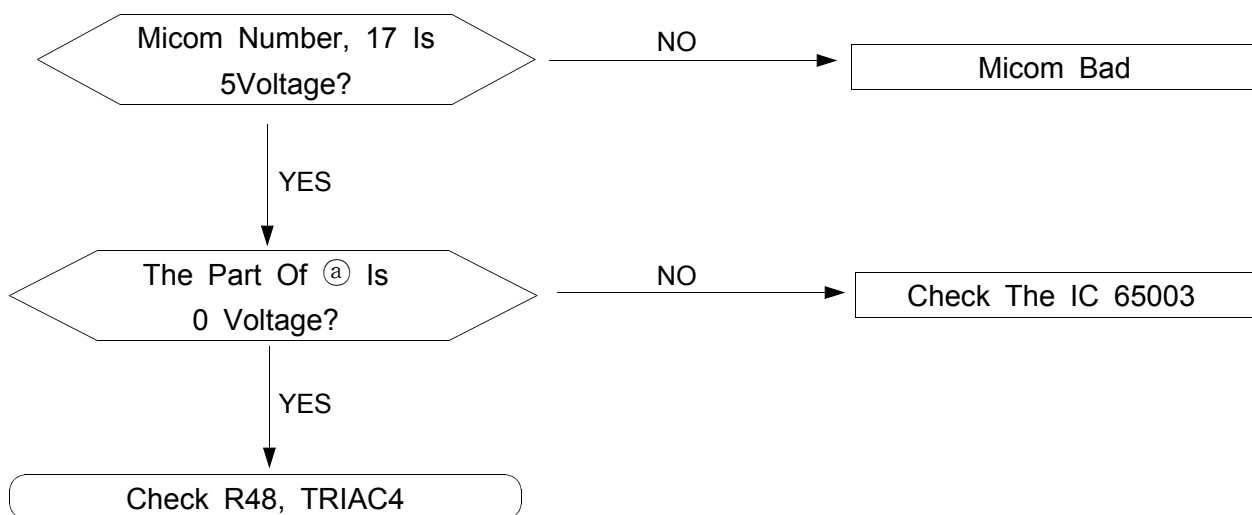 Micom Number, 17 Is
5Voltage?
NO
Micom Bad
YES
The Part Of ⓐ Is
0 Voltage?
NO
Check The IC 65003
YES
Check R48, TRIAC4